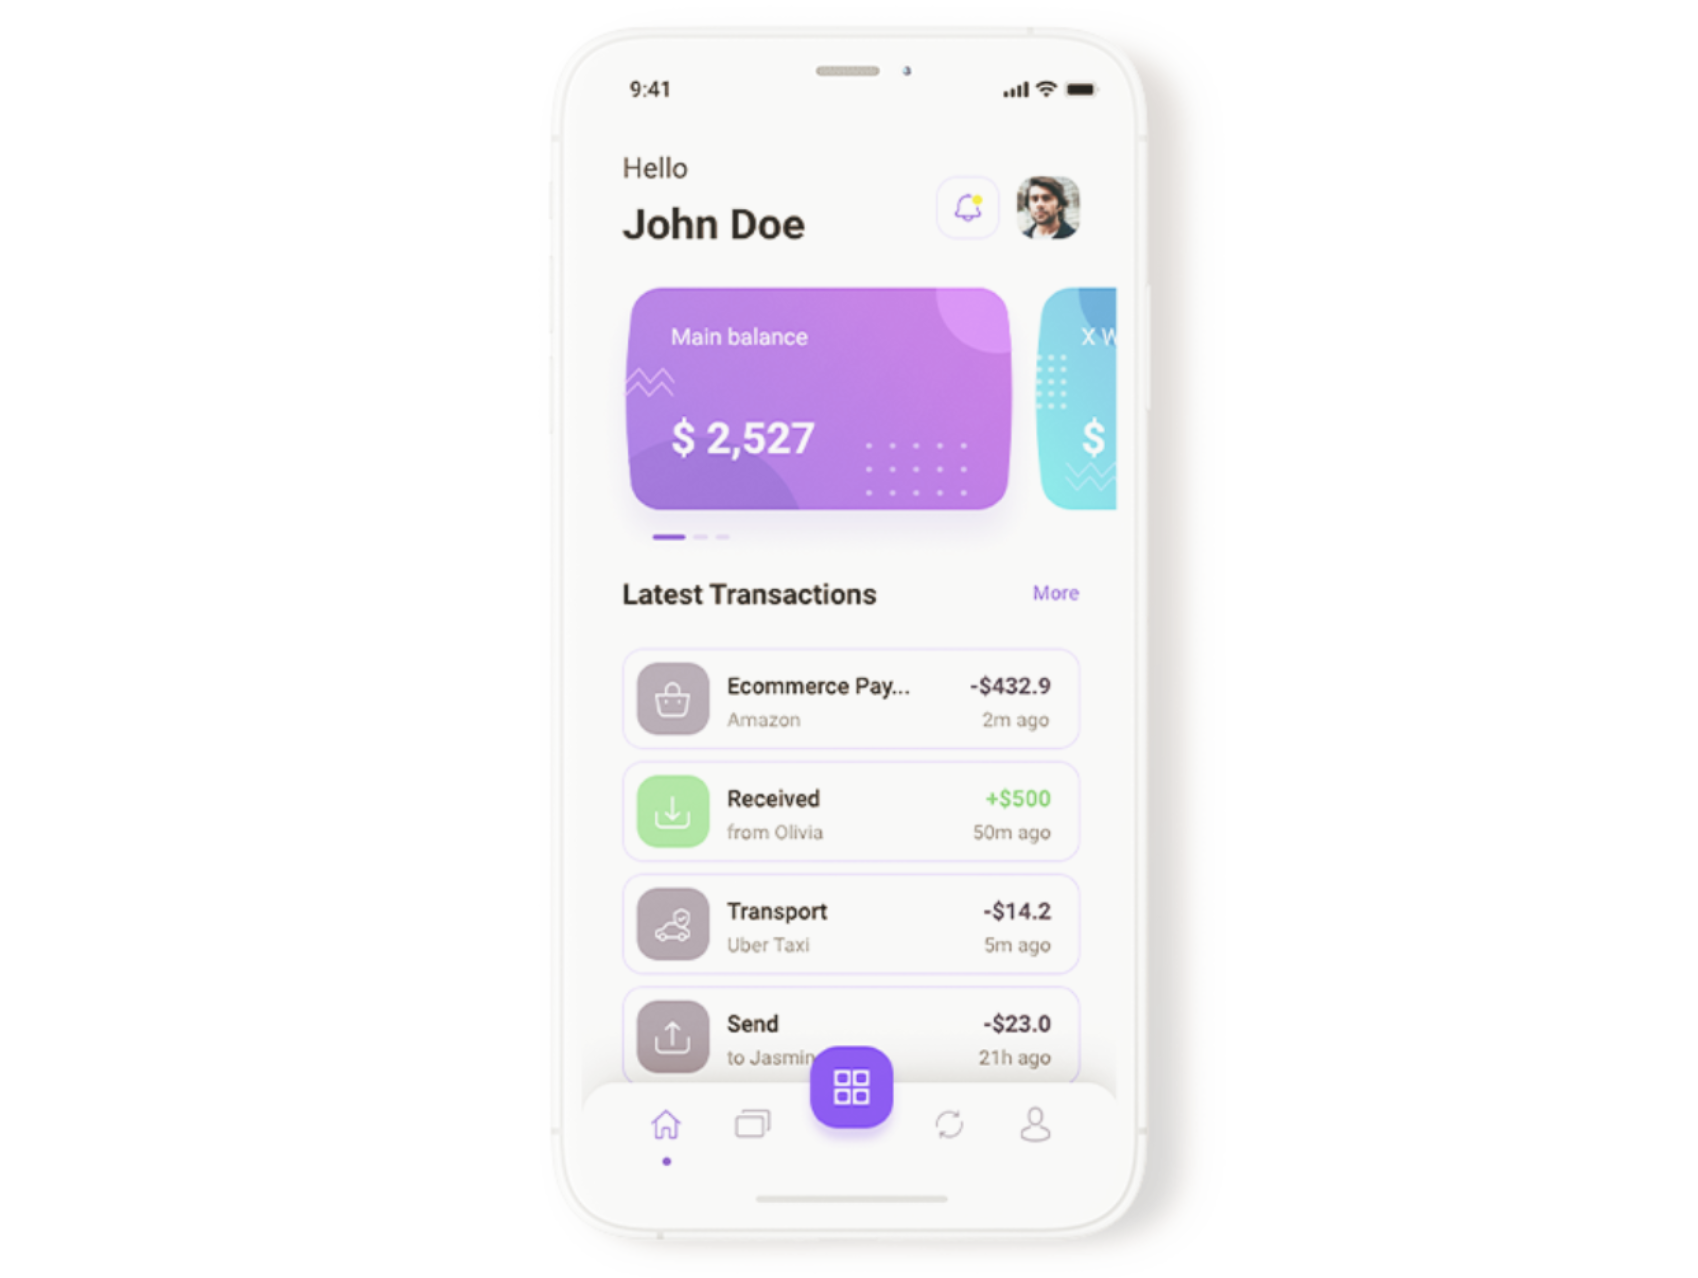 9:41
Hello
John Doe
Main balance
$ 2,527
X W
$
Latest Transactions
More
Ecommerce Pay...
-$432.9
Amazon
2m ago
Received
+$500
from Olivia
50m ago
Transport
-$14.2
Uber Taxi
5m ago
Send
-$23.0
to Jasmin
21h ago